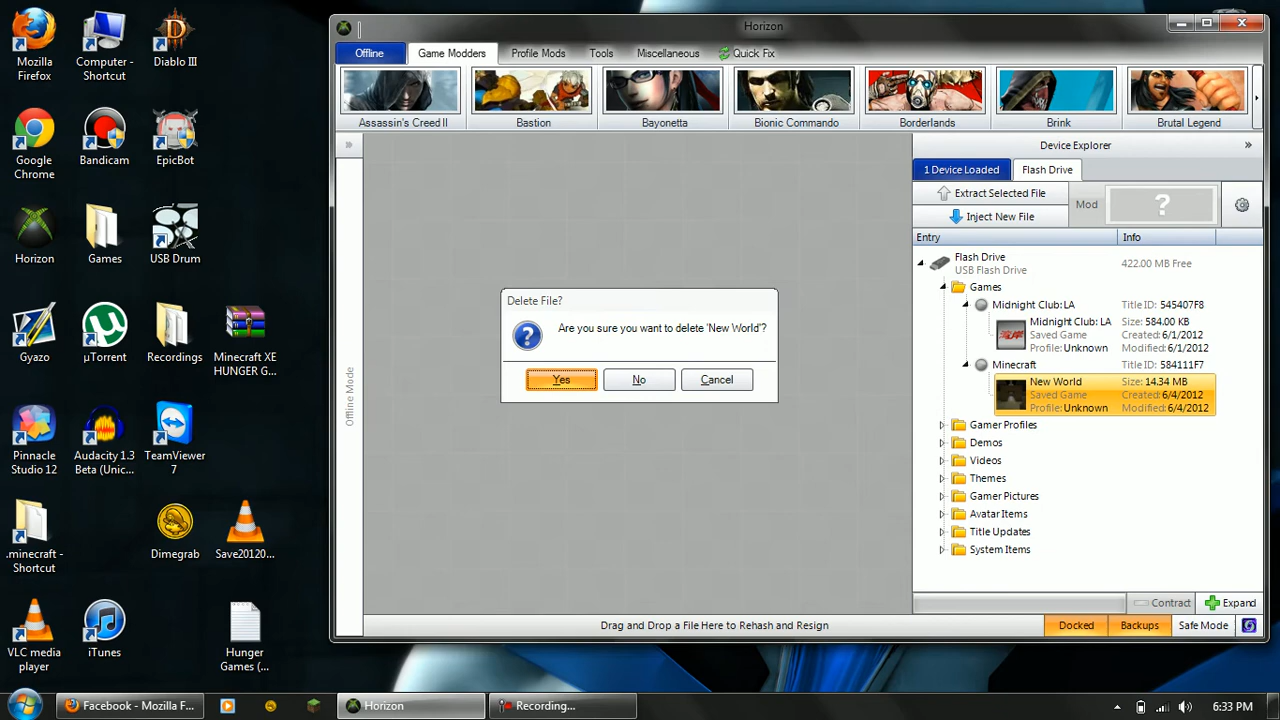 Mozilla
Firefox
Computer -
Shortcut
Diablo III
Google
Chrome
Bandicam
EpicBot
Horizon
Games
USB Drum
Gyazo
µTorrent
Recordings
Minecraft XE
HUNGER G...
Pinnacle
Studio 12
Audacity 1.3
Beta (Unic...
TeamViewer
7
.minecraft -
Shortcut
Dimegrab
Save20120...
VLC media
player
iTunes
Hunger
Games (...
Horizon
Offline
Game Modders
Profile Mods
Tools
Miscellaneous
Quick Fix
Assassin's Creed II
Bastion
Bayonetta
Bionic Commando
Borderlands
Brink
Brutal Legend
»
Offline Mode
Delete File?
Are you sure you want to delete 'New World'?
Yes
No
Cancel
Device Explorer »
1 Device Loaded
Flash Drive
Extract Selected File
Inject New File
Mod
?
Entry
Info
Flash Drive
USB Flash Drive
422.00 MB Free
Games
Midnight Club: LA
Title ID: 545407F8
Midnight Club: LA
Size: 584.00 KB
Saved Game
Created: 6/1/2012
Profile: Unknown
Modified: 6/1/2012
Minecraft
Title ID: 584111F7
New World
Size: 14.34 MB
Saved Game
Created: 6/4/2012
Profile: Unknown
Modified: 6/4/2012
Gamer Profiles
Demos
Videos
Themes
Gamer Pictures
Avatar Items
Title Updates
System Items
Contract
Expand
Drag and Drop a File Here to Rehash and Resign
Docked
Backups
Safe Mode
Facebook - Mozilla F...
Horizon
Recording...
6:33 PM